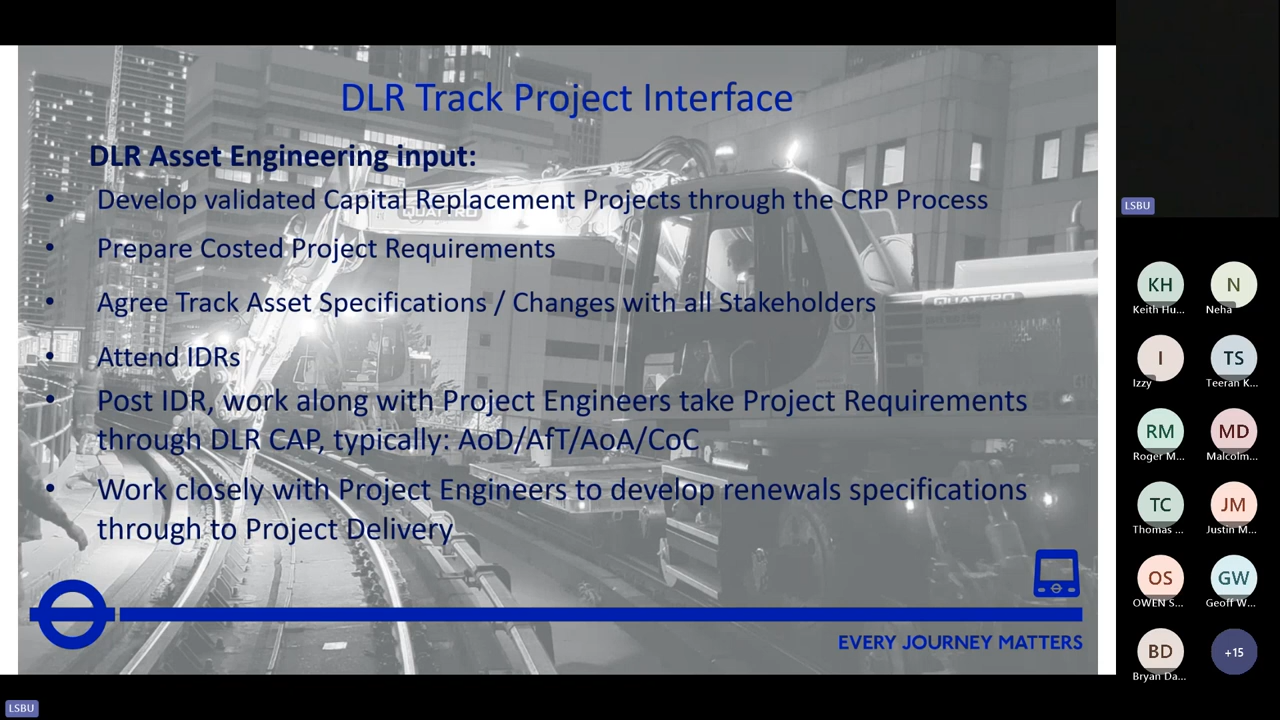 DLR Track Project Interface
DLR Asset Engineering input:
• Develop validated Capital Replacement Projects through the CRP Process
• Prepare Costed Project Requirements
• Agree Track Asset Specifications / Changes with all Stakeholders
• Attend IDRs
• Post IDR, work along with Project Engineers take Project Requirements
through DLR CAP, typically: AoD/AfT/AoA/CoC
• Work closely with Project Engineers to develop renewals specifications
through to Project Delivery
EVERY JOURNEY MATTERS
QUATTRO
QUATTRO
LSBU
LSBU
KH
Keith Hu...
N
Neha
I
Izzy
TS
Teeran K...
RM
Roger M...
MD
Malcolm...
TC
Thomas ...
JM
Justin M...
OS
OWEN S...
GW
Geoff W...
BD
Bryan Da...
+15